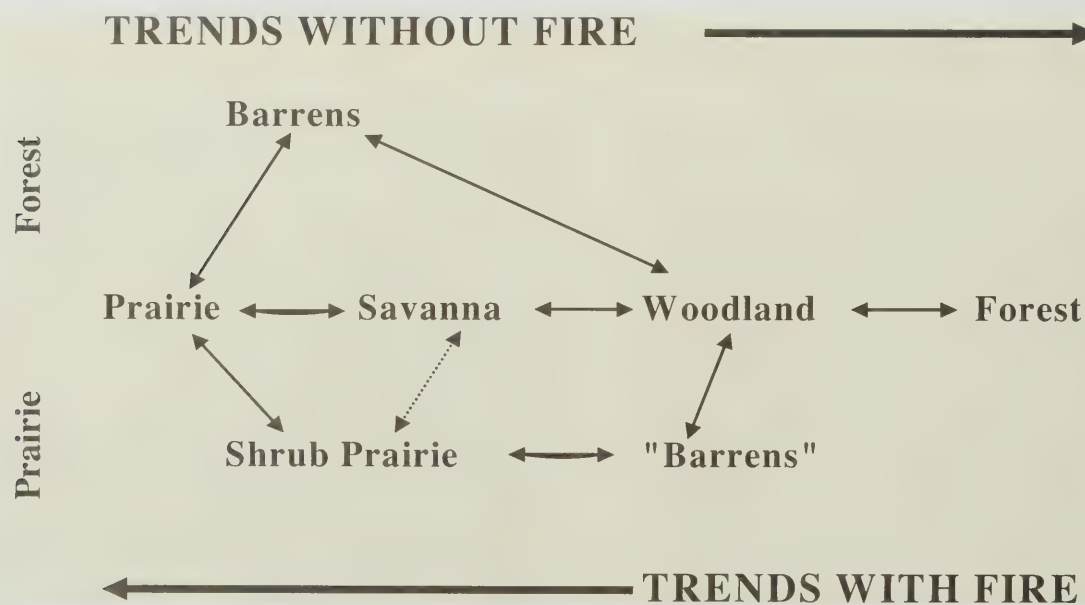 TRENDS WITHOUT FIRE
Barrens
Forest
Prairie Savanna Woodland Forest
Prairie
Shrub Prairie "Barrens"
TRENDS WITH FIRE